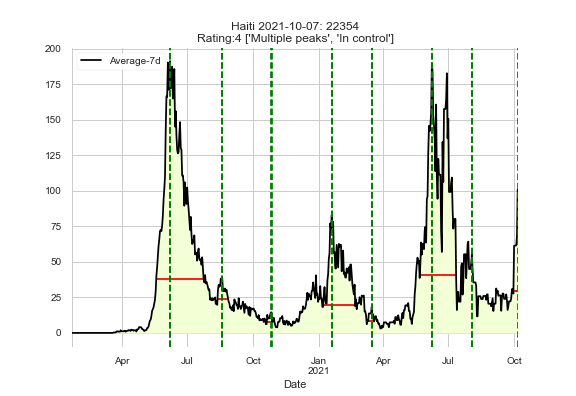 Haiti 2021-10-07: 22354
Rating:4 ['Multiple peaks', 'In control']
200
175
150
125
100
75
50
25
0
Average-7d
Apr
Jul
Oct
Jan
2021
Apr
Jul
Oct
Date